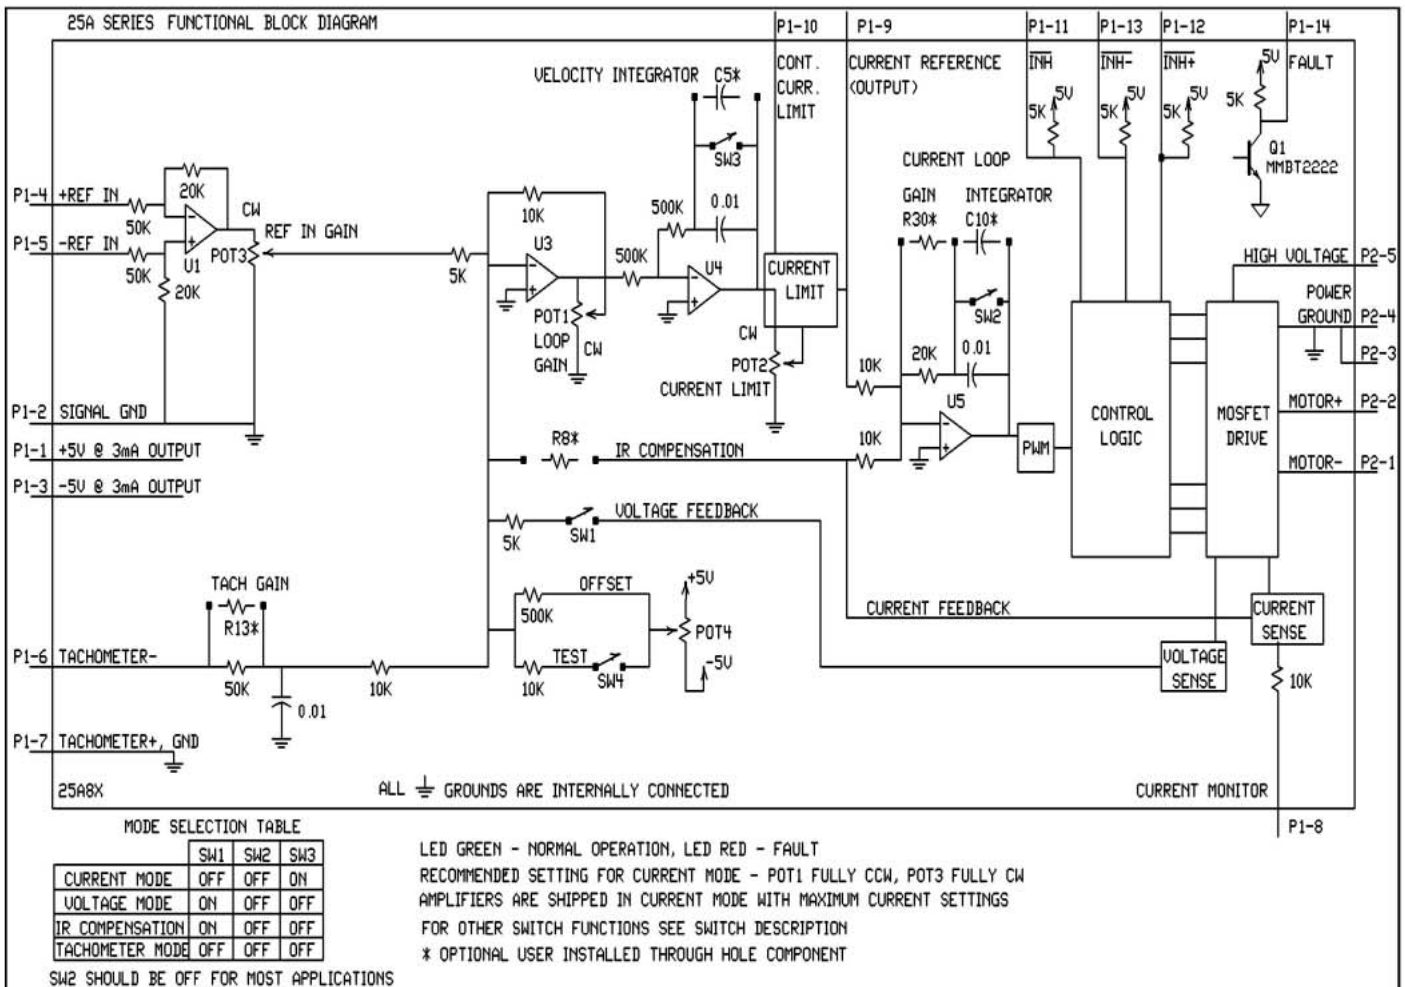 25A SERIES FUNCTIONAL BLOCK DIAGRAM
P1-10
P1-9
P1-11
P1-13
P1-12
P1-14
CONT.
CURR.
LIMIT
CURRENT REFERENCE
(OUTPUT)
INH
INH-
INH+
5V
FAULT
5K
5V
5K
5V
5K
5V
5K
Q1
MMBT2222
VELOCITY INTEGRATOR
C5*
SW3
0.01
500K
CURRENT LOOP
GAIN
R30*
INTEGRATOR
C10*
SW2
20K
0.01
P1-4
+REF IN
50K
20K
CW
P1-5
-REF IN
50K
U1
20K
POT3
REF IN GAIN
5K
10K
U3
500K
U4
POT1
LOOP
GAIN
CW
CURRENT
LIMIT
CW
POT2
CURRENT LIMIT
10K
10K
U5
PWM
CONTROL
LOGIC
MOSFET
DRIVE
HIGH VOLTAGE
P2-5
POWER
GROUND
P2-4
P2-3
MOTOR+
P2-2
MOTOR-
P2-1
P1-2
SIGNAL GND
P1-1
+5V @ 3mA OUTPUT
P1-3
-5V @ 3mA OUTPUT
R8*
IR COMPENSATION
VOLTAGE FEEDBACK
5K
SW1
OFFSET
500K
TEST
10K
SW4
+5V
POT4
-5V
CURRENT FEEDBACK
CURRENT
SENSE
VOLTAGE
SENSE
10K
TACH GAIN
R13*
P1-6
TACHOMETER-
50K
0.01
10K
P1-7
TACHOMETER+, GND
25A8X
ALL GROUNDS ARE INTERNALLY CONNECTED
CURRENT MONITOR
P1-8
MODE SELECTION TABLE
SW1 SW2 SW3
CURRENT MODE OFF OFF ON
VOLTAGE MODE ON OFF OFF
IR COMPENSATION ON OFF OFF
TACHOMETER MODE OFF OFF OFF
SW2 SHOULD BE OFF FOR MOST APPLICATIONS
LED GREEN - NORMAL OPERATION, LED RED - FAULT
RECOMMENDED SETTING FOR CURRENT MODE - POT1 FULLY CCW, POT3 FULLY CW
AMPLIFIERS ARE SHIPPED IN CURRENT MODE WITH MAXIMUM CURRENT SETTINGS
FOR OTHER SWITCH FUNCTIONS SEE SWITCH DESCRIPTION
* OPTIONAL USER INSTALLED THROUGH HOLE COMPONENT